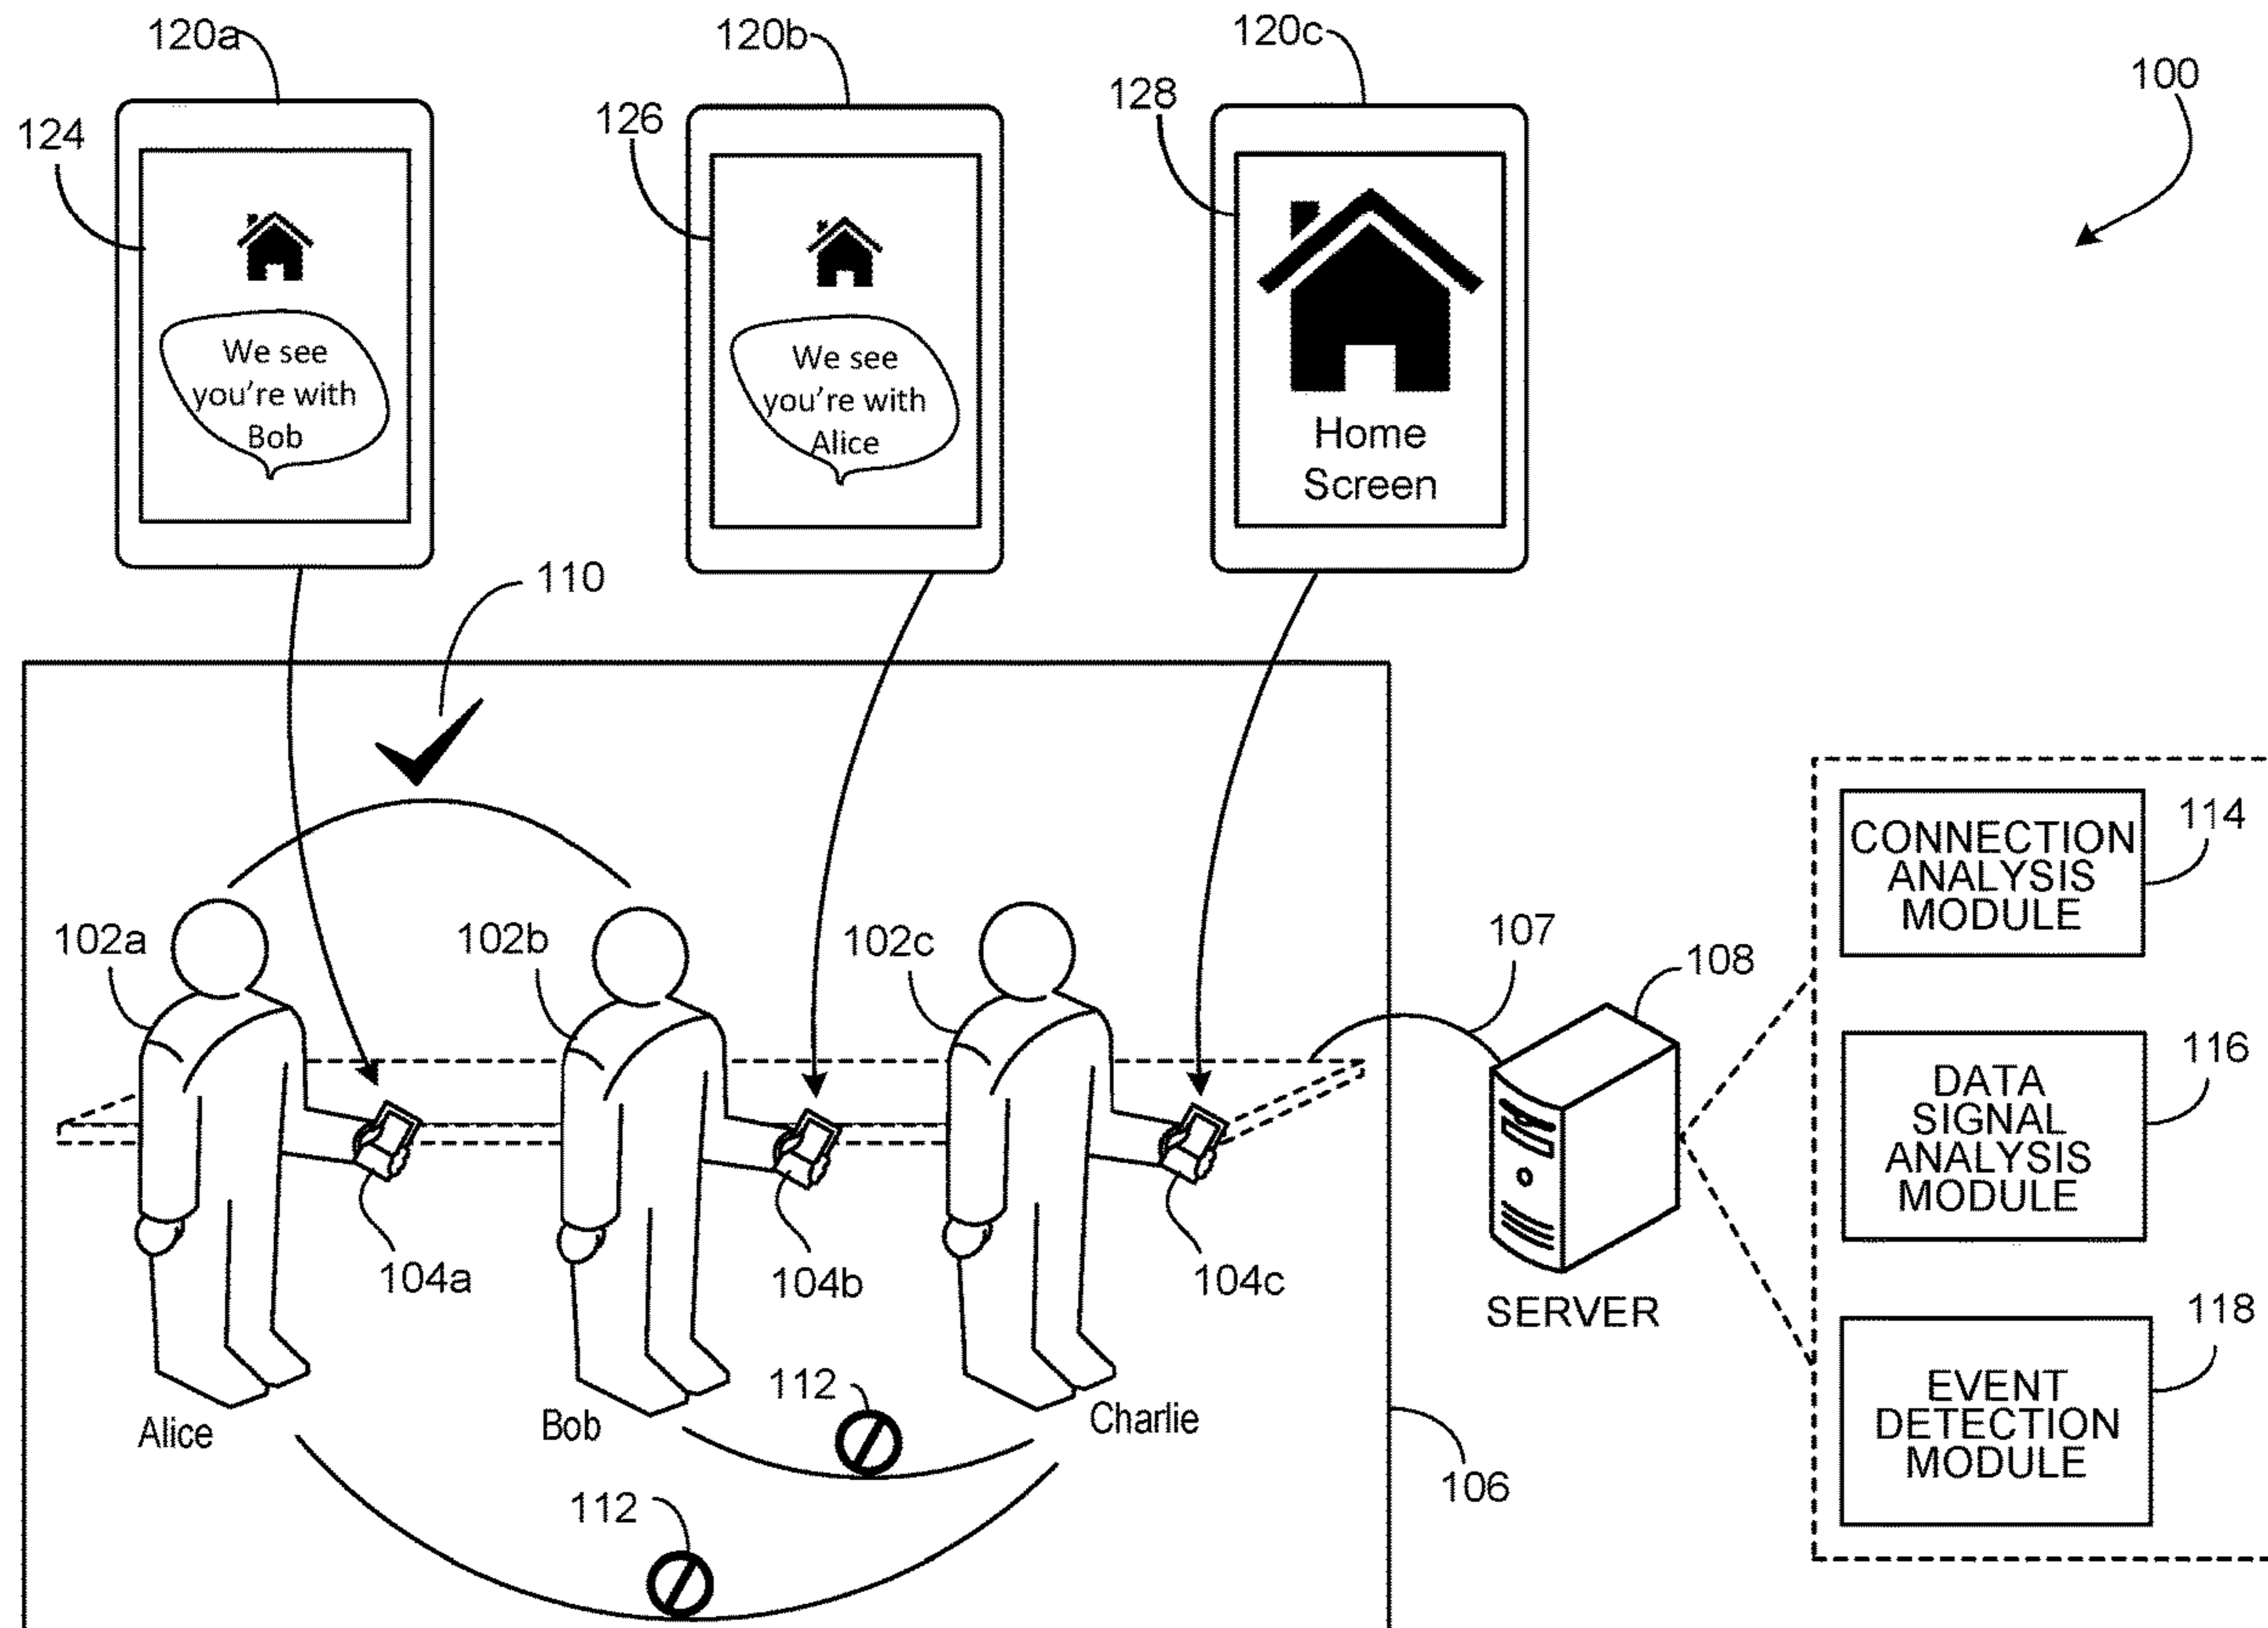 120a
120b
120c
100
124
126
128
We see
you're with
Bob
We see
you're with
Alice
Home
Screen
110
114
CONNECTION
ANALYSIS
MODULE
102a
102b
102c
107
108
116
DATA
SIGNAL
ANALYSIS
MODULE
104a
104b
104c
SERVER
118
EVENT
DETECTION
MODULE
112
Alice
Bob
Charlie
106
112